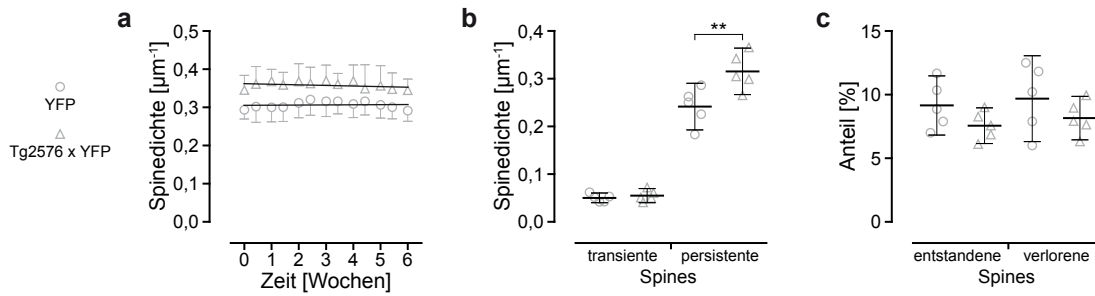 YFP
Tg2576 x YFP
a
Spinedichte [µm⁻¹]
0,5
0,4
0,3
0,2
0,1
0,0
0 1 2 3 4 5 6
Zeit [Wochen]
b
Spinedichte [µm⁻¹]
0,4
0,3
0,2
0,1
0,0
**
transiente persistente
Spines
c
Anteil [%]
15
10
5
0
entstandene verlorene
Spines